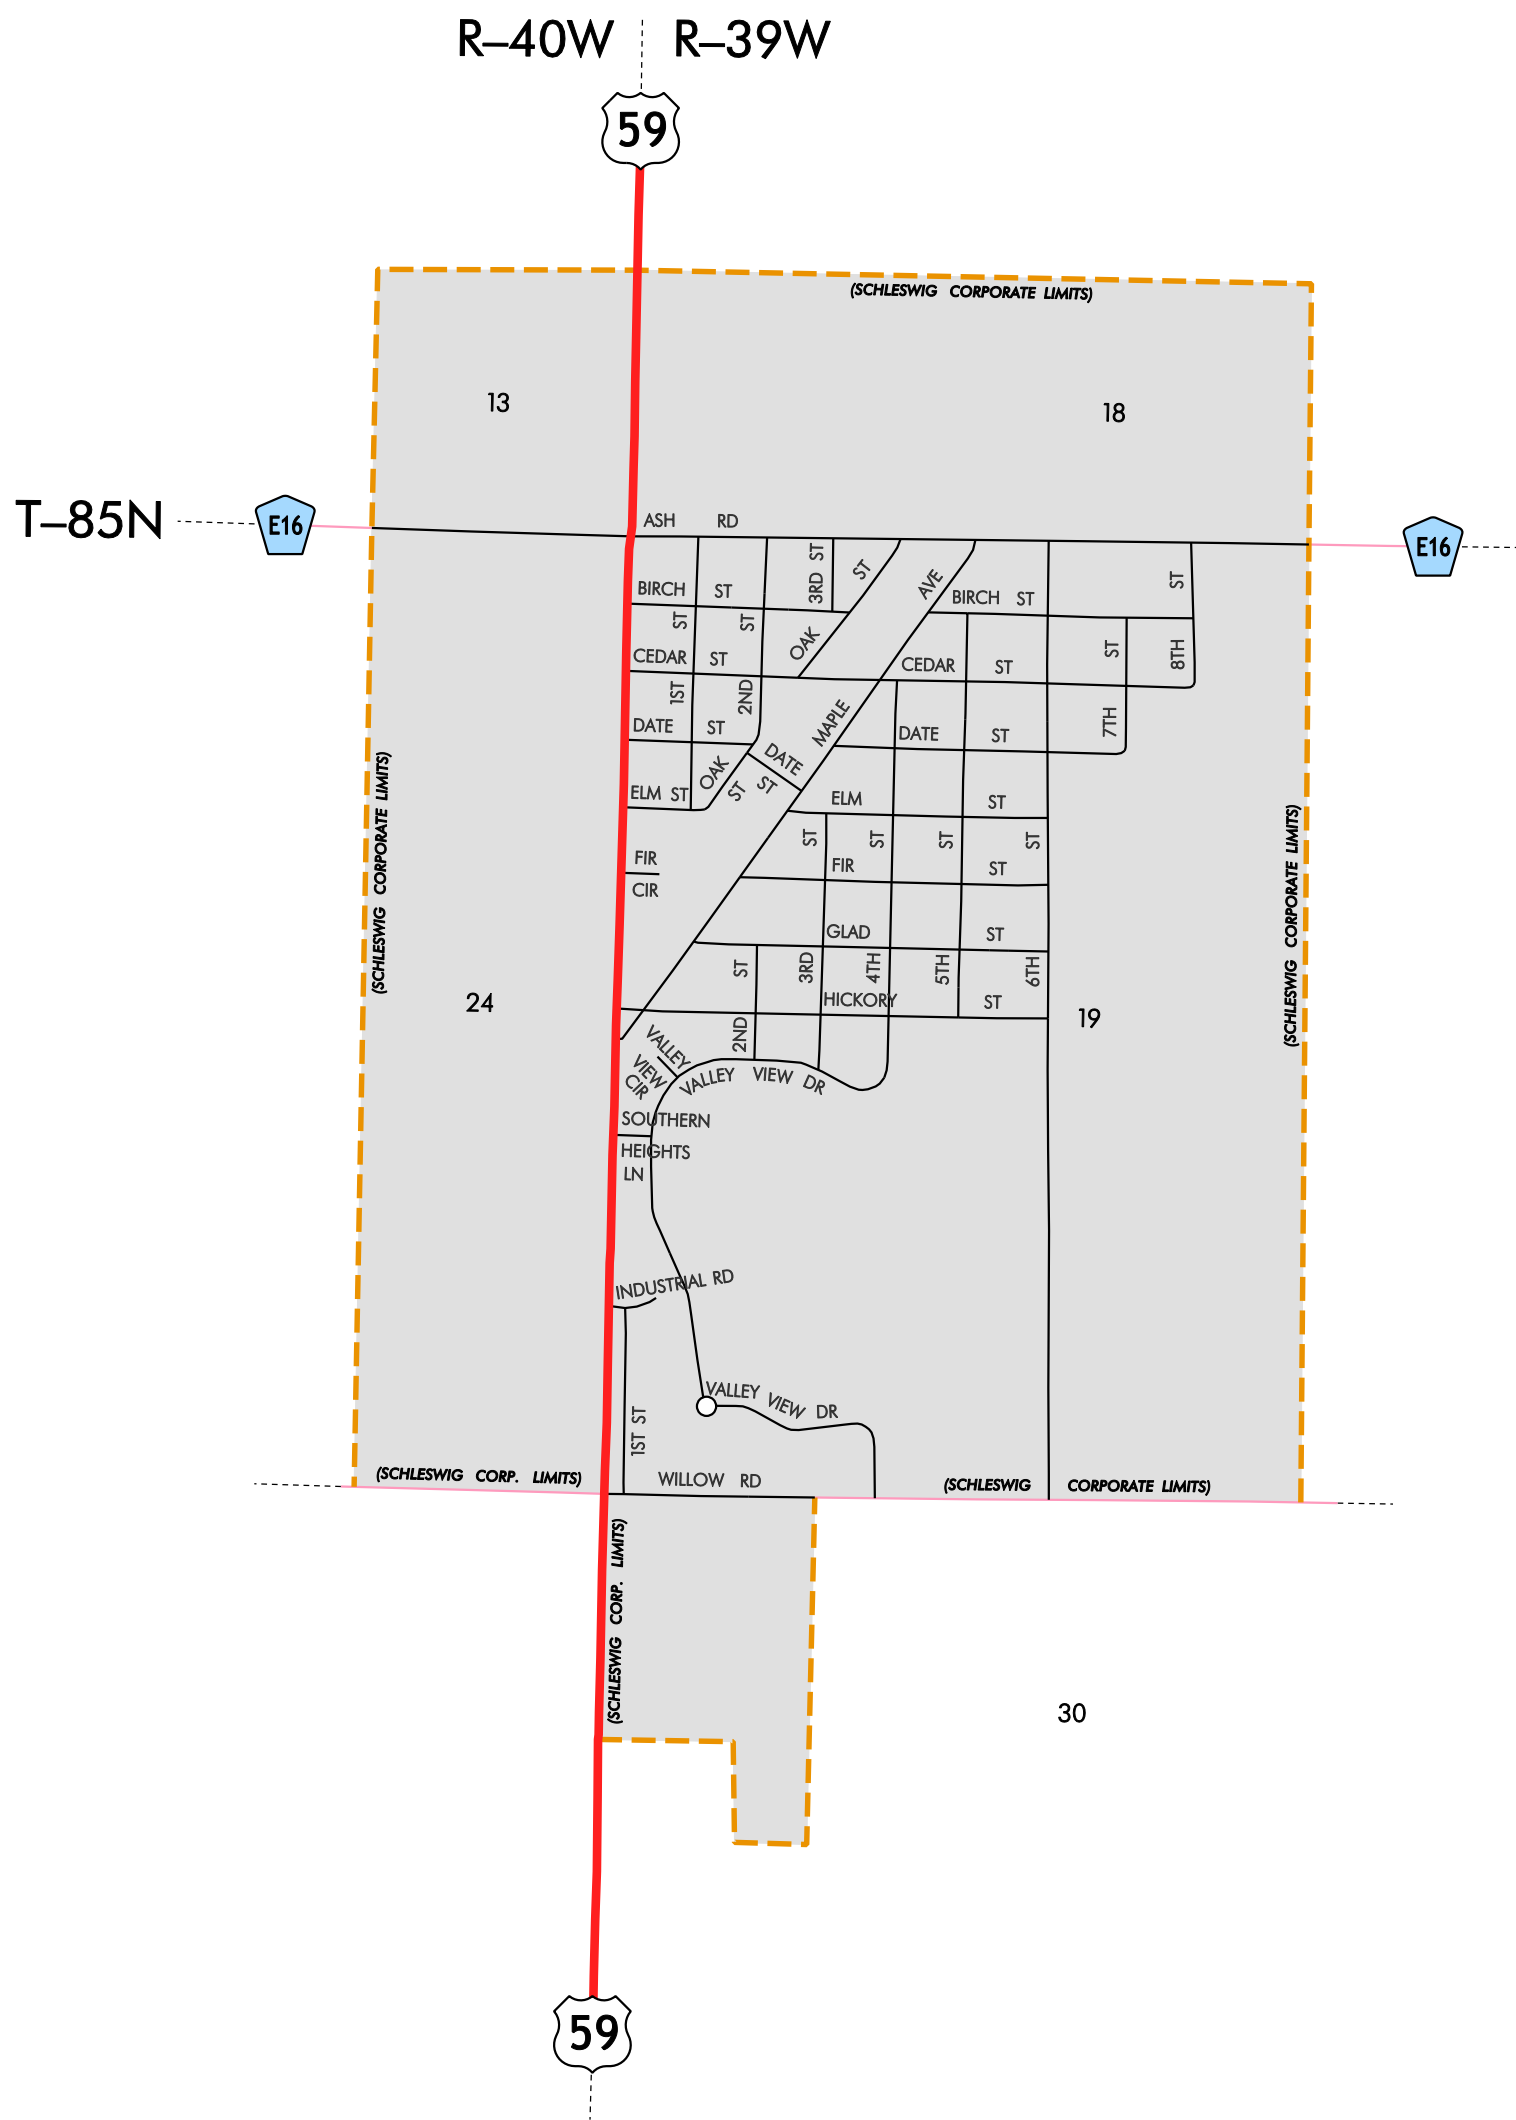 R–40W R–39W
59
(SCHLESWIG CORPORATE LIMITS)
13
18
T–85N
E16
ASH RD
E16
3RD ST
ST
AVE
ST
BIRCH ST
BIRCH ST
ST
ST
OAK
CEDAR ST
CEDAR ST
ST
8TH
1ST
2ND
MAPLE
7TH
DATE ST
DATE ST
DATE ST
OAK ST
ELM ST
ELM ST
ST
ST
ST
ST
FIR
CIR
FIR ST
GLAD ST
ST
3RD
4TH
5TH
6TH
(SCHLESWIG CORPORATE LIMITS)
(SCHLESWIG CORPORATE LIMITS)
24
HICKORY ST
19
2ND
VALLEY
VIEW
CIR
VALLEY VIEW DR
SOUTHERN
HEIGHTS
LN
INDUSTRIAL RD
VALLEY VIEW DR
1ST ST
(SCHLESWIG CORP. LIMITS)
WILLOW RD
(SCHLESWIG CORPORATE LIMITS)
(SCHLESWIG CORP. LIMITS)
30
59